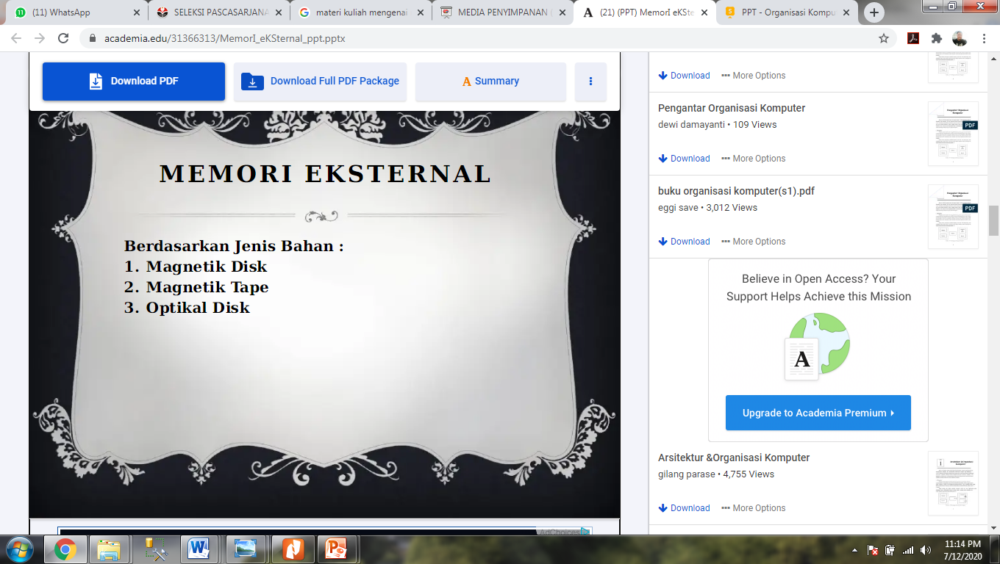 (11) WhatsApp
SELEKSI PASCASARJANA
materi kuliah mengenai
MEDIA PENYIMPANAN (
(21) (PPT) MemorI eKSte
PPT - Organisasi Kompu
academia.edu/31366313/MemorI_eKSternal_ppt.pptx
Download PDF
Download Full PDF Package
A Summary
MEMORI EKSTERNAL
Berdasarkan Jenis Bahan :
1. Magnetik Disk
2. Magnetik Tape
3. Optikal Disk
AdChoices
Download ••• More Options
Pengantar Organisasi Komputer
dewi damayanti • 109 Views
PDF
Download ••• More Options
buku organisasi komputer(s1).pdf
eggi save • 3,012 Views
PDF
Download ••• More Options
Believe in Open Access? Your
Support Helps Achieve this Mission
A
Upgrade to Academia Premium
Arsitektur &Organisasi Komputer
gilang parase • 4,755 Views
Download ••• More Options
11:14 PM
7/12/2020